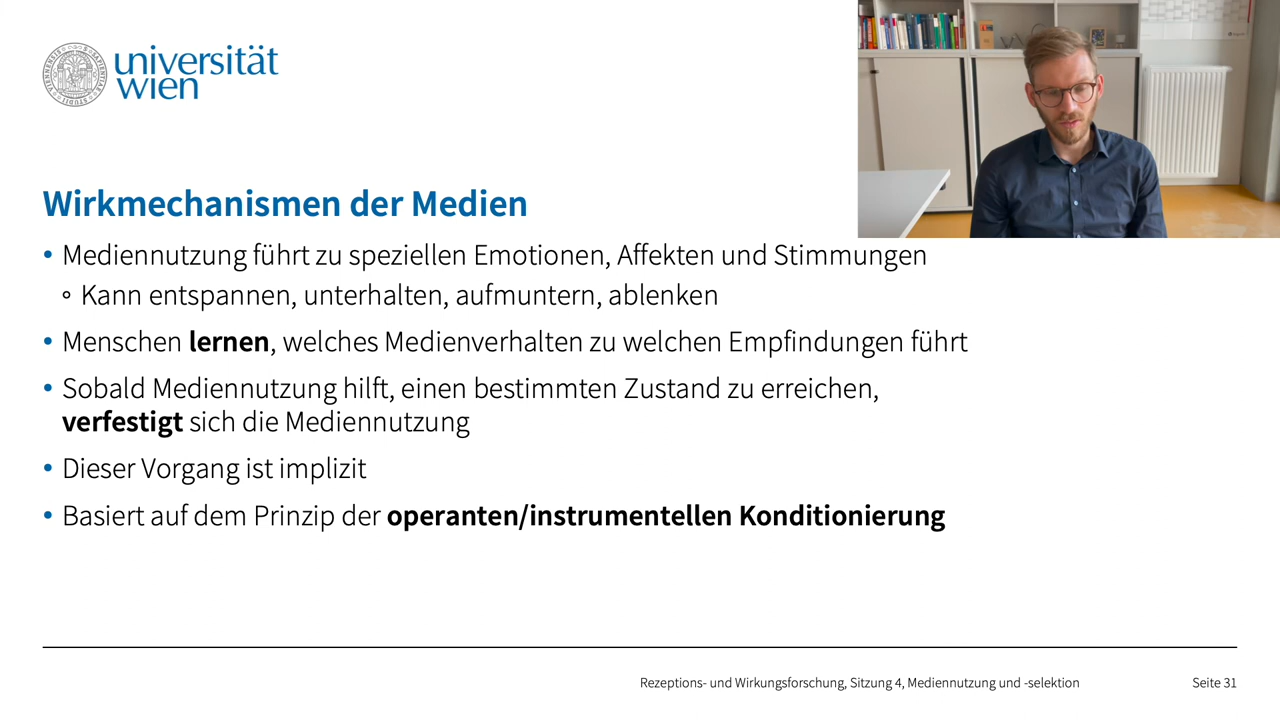 universität
wien
Wirkmechanismen der Medien
• Mediennutzung führt zu speziellen Emotionen, Affekten und Stimmungen
∘ Kann entspannen, unterhalten, aufmuntern, ablenken
• Menschen lernen, welches Medienverhalten zu welchen Empfindungen führt
• Sobald Mediennutzung hilft, einen bestimmten Zustand zu erreichen,
verfestigt sich die Mediennutzung
• Dieser Vorgang ist implizit
• Basiert auf dem Prinzip der operanten/instrumentellen Konditionierung
Rezeptions- und Wirkungsforschung, Sitzung 4, Mediennutzung und -selektion
Seite 31